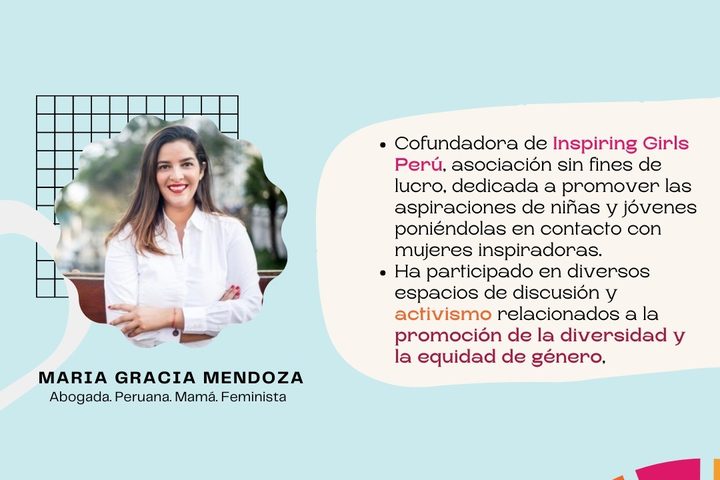 MARIA GRACIA MENDOZA
Abogada. Peruana. Mamá. Feminista
• Cofundadora de Inspiring Girls
Perú, asociación sin fines de
lucro, dedicada a promover las
aspiraciones de niñas y jóvenes
poniéndolas en contacto con
mujeres inspiradoras.
• Ha participado en diversos
espacios de discusión y
activismo relacionados a la
promoción de la diversidad y
la equidad de género.